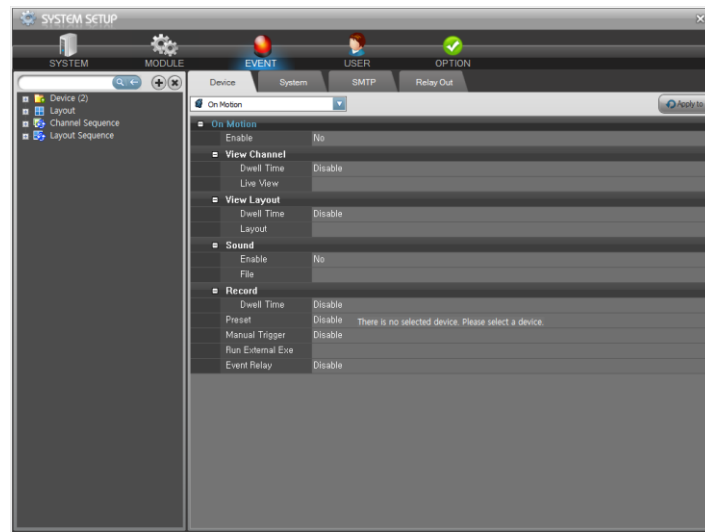 SYSTEM SETUP
SYSTEM MODULE EVENT USER OPTION
Device System SMTP Relay Out
Device (2)
Layout
Channel Sequence
Layout Sequence
On Motion
Apply to
On Motion
Enable No
View Channel
Dwell Time Disable
Live View
View Layout
Dwell Time Disable
Layout
Sound
Enable No
File
Record
Dwell Time Disable
Preset Disable
There is no selected device. Please select a device.
Manual Trigger Disable
Run External Exe
Event Relay Disable